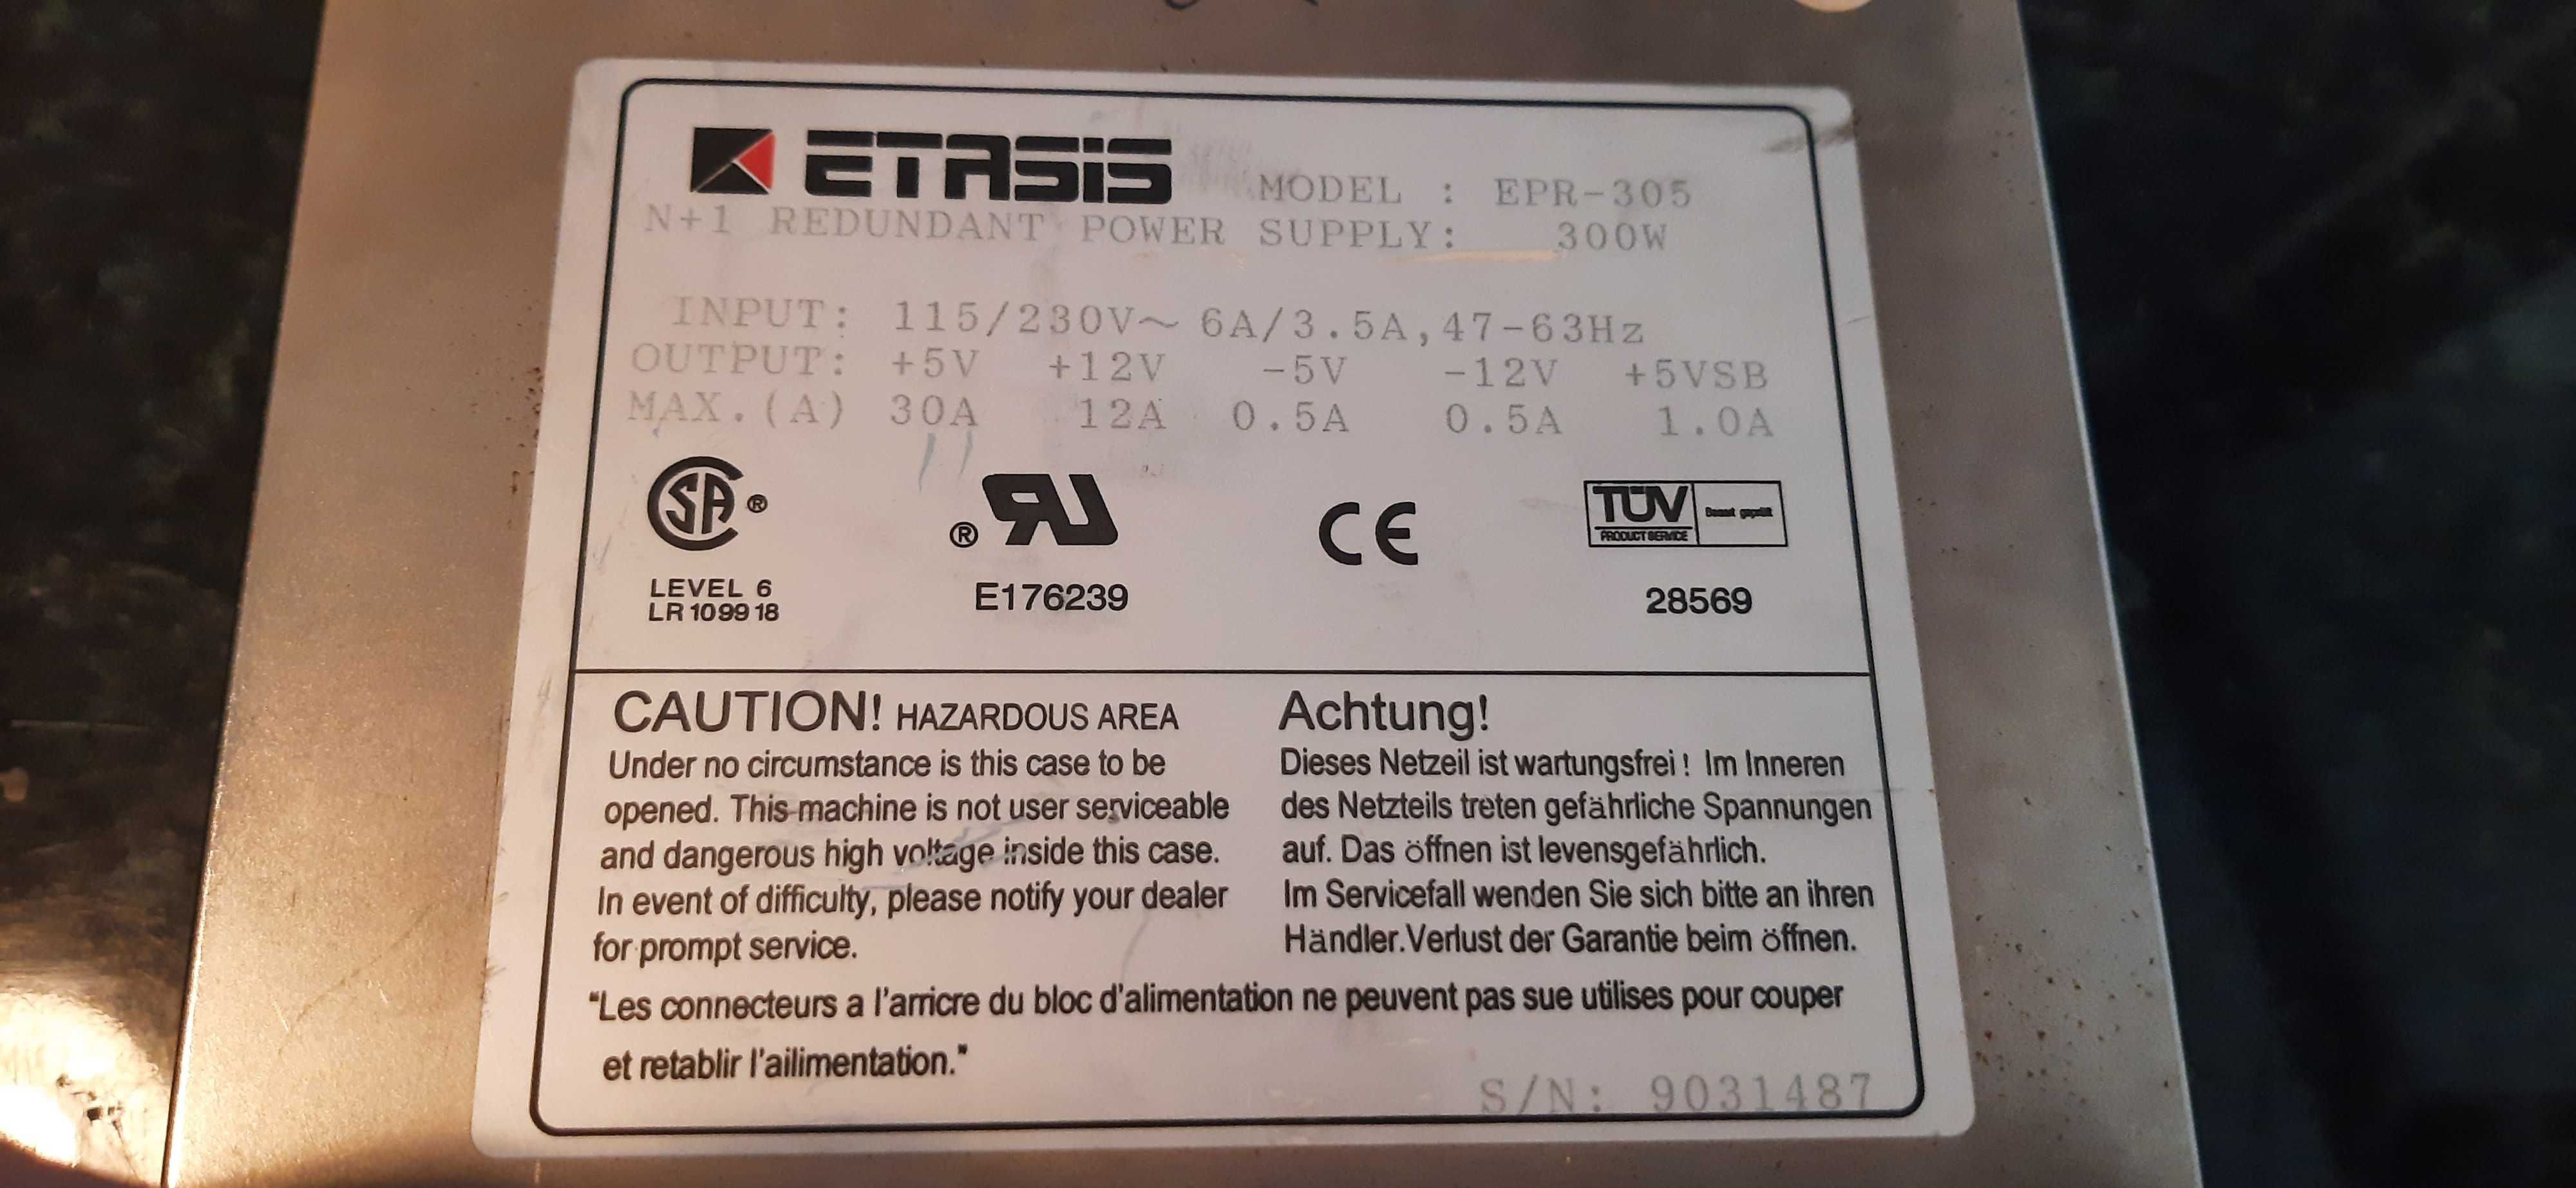 ETASIS MODEL : EPR-305
N+1 REDUNDANT POWER SUPPLY: 300W
INPUT: 115/230V~ 6A/3.5A,47-63Hz
OUTPUT: +5V +12V -5V -12V +5VSB
MAX.(A) 30A 12A 0.5A 0.5A 1.0A
SA ® ® RU CE TÜV
PRODUCT SERVICE
LEVEL 6
LR 109918 E176239 28569
CAUTION! HAZARDOUS AREA
Under no circumstance is this case to be
opened. This machine is not user serviceable
and dangerous high voltage inside this case.
In event of difficulty, please notify your dealer
for prompt service.
Achtung!
Dieses Netzeil ist wartungsfrei! Im Inneren
des Netzteils treten gefährliche Spannungen
auf. Das öffnen ist levensgefährlich.
Im Servicefall wenden Sie sich bitte an ihren
Händler.Verlust der Garantie beim öffnen.
"Les connecteurs a l'arricre du bloc d'alimentation ne peuvent pas sue utilises pour couper
et retablir l'ailimentation."
S/N: 9031487